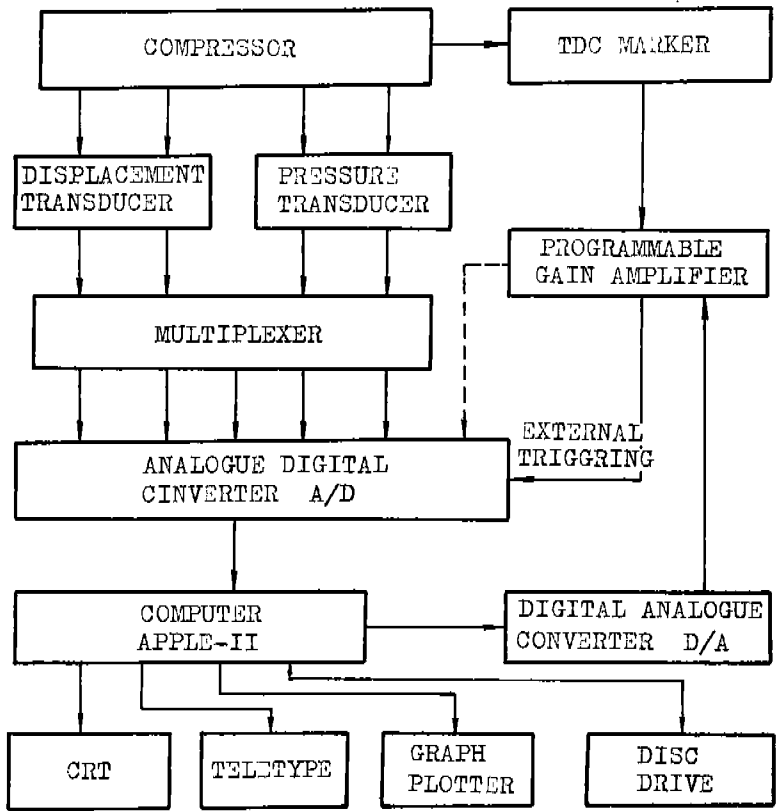 COMPRESSOR
TDC MARKER
DISPLACEMENT
TRANSDUCER
PRESSURE
TRANSDUCER
PROGRAMMABLE
GAIN AMPLIFIER
MULTIPLEXER
EXTERNAL
TRIGGRING
ANALOGUE DIGITAL
CINVERTER A/D
COMPUTER
APPLE-II
DIGITAL ANALOGUE
CONVERTER D/A
CRT
TELETYPE
GRAPH
PLOTTER
DISC
DRIVE